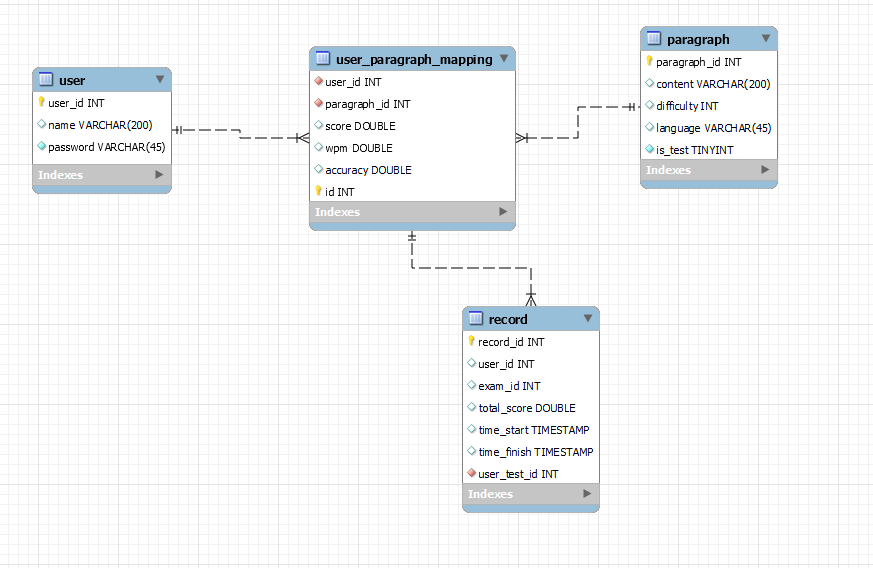 user
user_id INT
name VARCHAR(200)
password VARCHAR(45)
Indexes
user_paragraph_mapping
user_id INT
paragraph_id INT
score DOUBLE
wpm DOUBLE
accuracy DOUBLE
id INT
Indexes
paragraph
paragraph_id INT
content VARCHAR(200)
difficulty INT
language VARCHAR(45)
is_test TINYINT
Indexes
record
record_id INT
user_id INT
exam_id INT
total_score DOUBLE
time_start TIMESTAMP
time_finish TIMESTAMP
user_test_id INT
Indexes